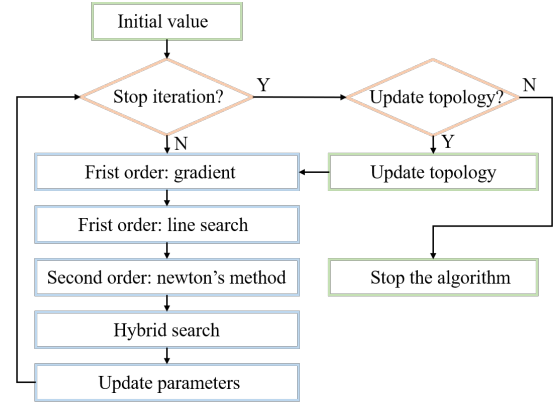 Initial value
Stop iteration?
Y
Update topology?
N
N
Y
Frist order: gradient
Update topology
Frist order: line search
Second order: newton's method
Stop the algorithm
Hybrid search
Update parameters